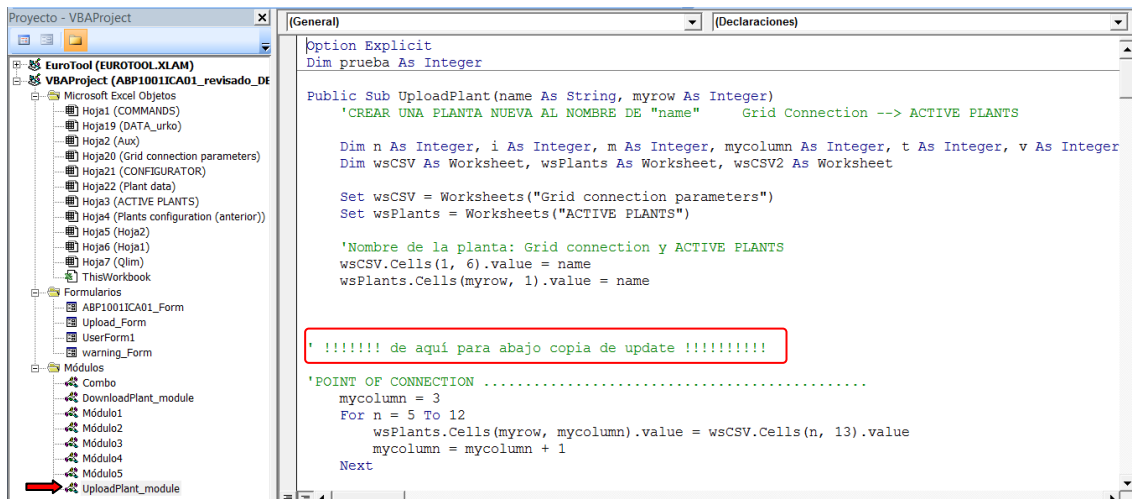 Proyecto - VBAProject
EuroTool (EUROTOOL.XLAM)
VBAProject (ABP1001ICA01_revisado_DE
Microsoft Excel Objetos
Hoja1 (COMMANDS)
Hoja19 (DATA_urko)
Hoja2 (Aux)
Hoja20 (Grid connection parameters)
Hoja21 (CONFIGURATOR)
Hoja22 (Plant data)
Hoja3 (ACTIVE PLANTS)
Hoja4 (Plants configuration (anterior))
Hoja5 (Hoja2)
Hoja6 (Hoja1)
Hoja7 (Qlim)
ThisWorkbook
Formularios
ABP1001ICA01_Form
Upload_Form
UserForm1
warning_Form
Módulos
Combo
DownloadPlant_module
Módulo1
Módulo2
Módulo3
Módulo4
Módulo5
UploadPlant_module
(General)
(Declaraciones)
Option Explicit
Dim prueba As Integer
Public Sub UploadPlant(name As String, myrow As Integer)
'CREAR UNA PLANTA NUEVA AL NOMBRE DE "name" Grid Connection --> ACTIVE PLANTS
Dim n As Integer, i As Integer, m As Integer, mycolumn As Integer, t As Integer, v As Integer
Dim wsCSV As Worksheet, wsPlants As Worksheet, wsCSV2 As Worksheet
Set wsCSV = Worksheets("Grid connection parameters")
Set wsPlants = Worksheets("ACTIVE PLANTS")
'Nombre de la planta: Grid connection y ACTIVE PLANTS
wsCSV.Cells(1, 6).value = name
wsPlants.Cells(myrow, 1).value = name
' !!!!!!! de aquí para abajo copia de update !!!!!!!!!!
'POINT OF CONNECTION ..............................................
mycolumn = 3
For n = 5 To 12
wsPlants.Cells(myrow, mycolumn).value = wsCSV.Cells(n, 13).value
mycolumn = mycolumn + 1
Next